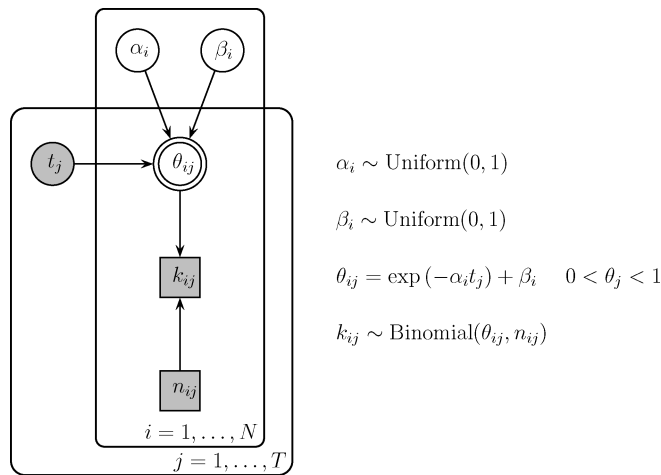 α_i β_i
t_j θ_ij
k_ij
n_ij
i = 1, . . . , N
j = 1, . . . , T
α_i ∼ Uniform(0, 1)
β_i ∼ Uniform(0, 1)
θ_ij = exp (−α_i t_j) + β_i 0 < θ_j < 1
k_ij ∼ Binomial(θ_ij, n_ij)